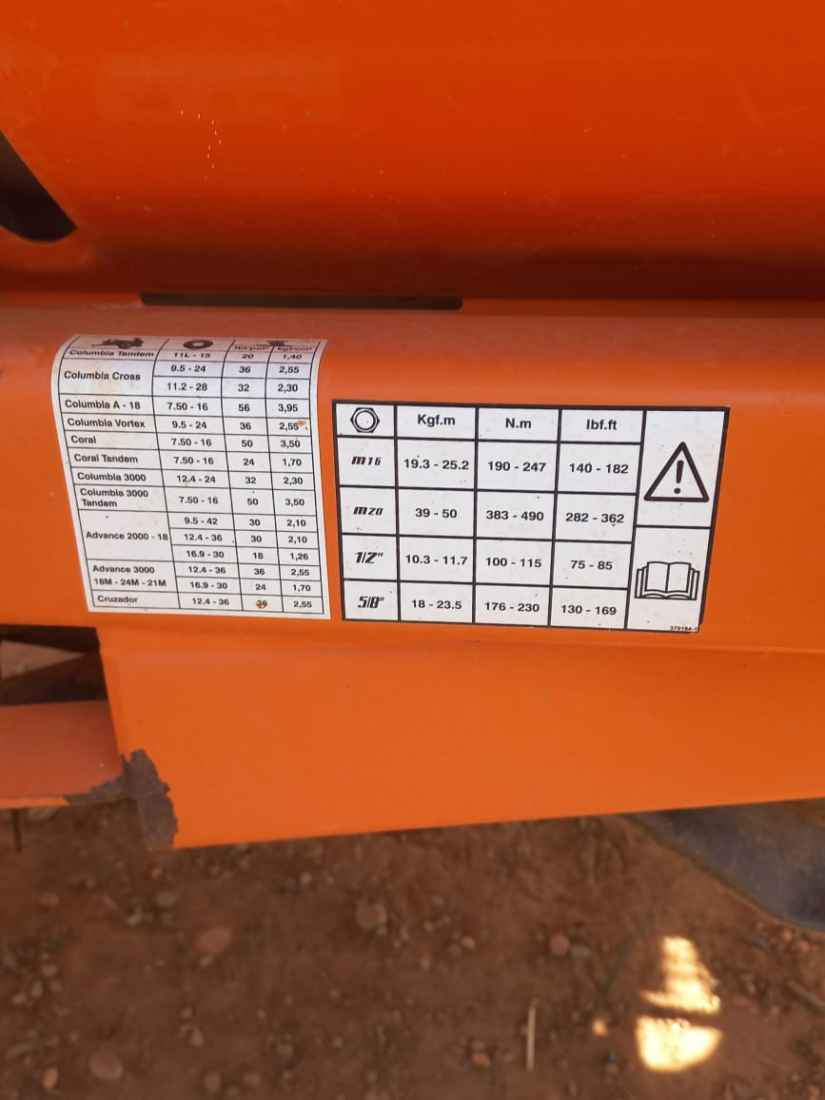 Columbia Tandem 11L - 15 20 1,40
Columbia Cross 9.5 - 24 36 2,55
11.2 - 28 32 2,30
Columbia A - 18 7.50 - 16 56 3,95
Columbia Vortex 9.5 - 24 36 2,55
Coral 7.50 - 16 50 3,50
Coral Tandem 7.50 - 16 24 1,70
Columbia 3000 12.4 - 24 32 2,30
Columbia 3000 Tandem 7.50 - 16 50 3,50
Advance 2000 - 18 9.5 - 42 30 2,10
12.4 - 36 30 2,10
16.9 - 30 18 1,26
Advance 3000 12.4 - 36 36 2,55
18M - 24M - 21M 16.9 - 30 24 1,70
Cruzador 12.4 - 36 2,55
Kgf.m N.m lbf.ft
m16 19.3 - 25.2 190 - 247 140 - 182
m20 39 - 50 383 - 490 282 - 362
1/2" 10.3 - 11.7 100 - 115 75 - 85
5/8" 18 - 23.5 176 - 230 130 - 169